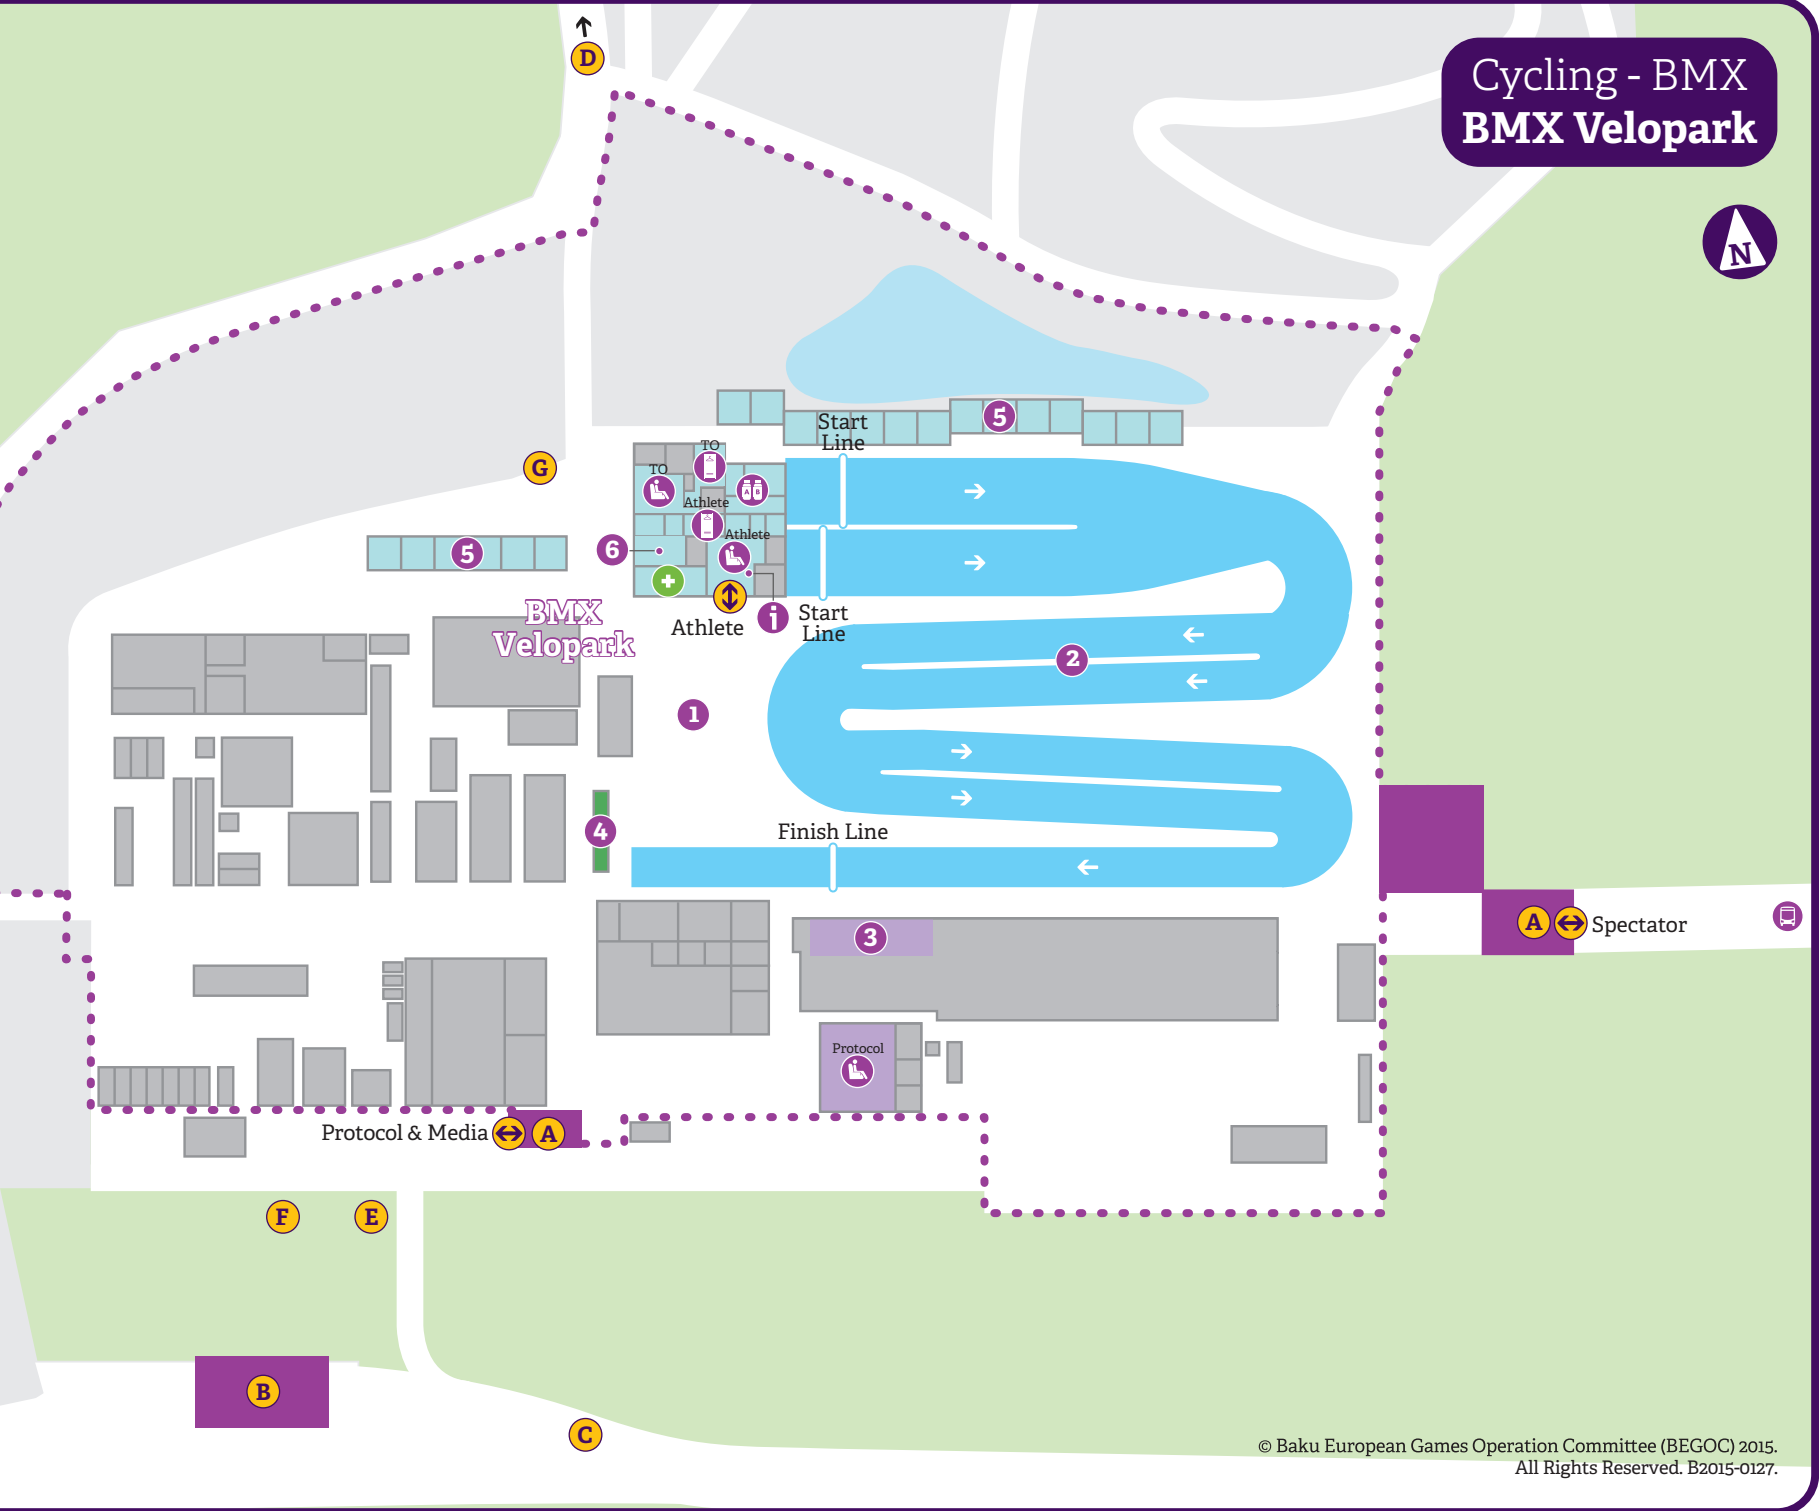 D
Cycling - BMX
BMX Velopark
N
5
Start
Line
TO
TO
G
A B
Athlete
Athlete
6
5
i
BMX
Velopark
Athlete
Start
Line
2
1
4
Finish Line
3
A
Spectator
Protocol
Protocol & Media
A
F
E
B
C
© Baku European Games Operation Committee (BEGOC) 2015.
All Rights Reserved. B2015-0127.